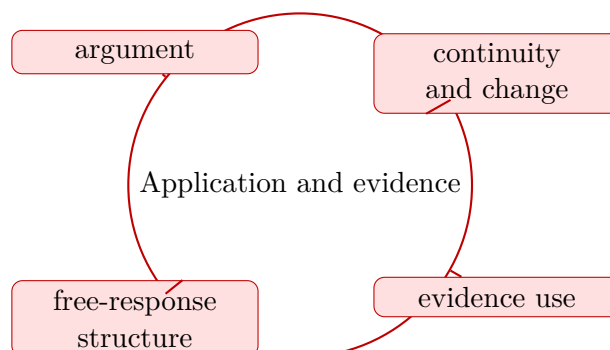 argument
continuity
and change
Application and evidence
free-response
structure
evidence use